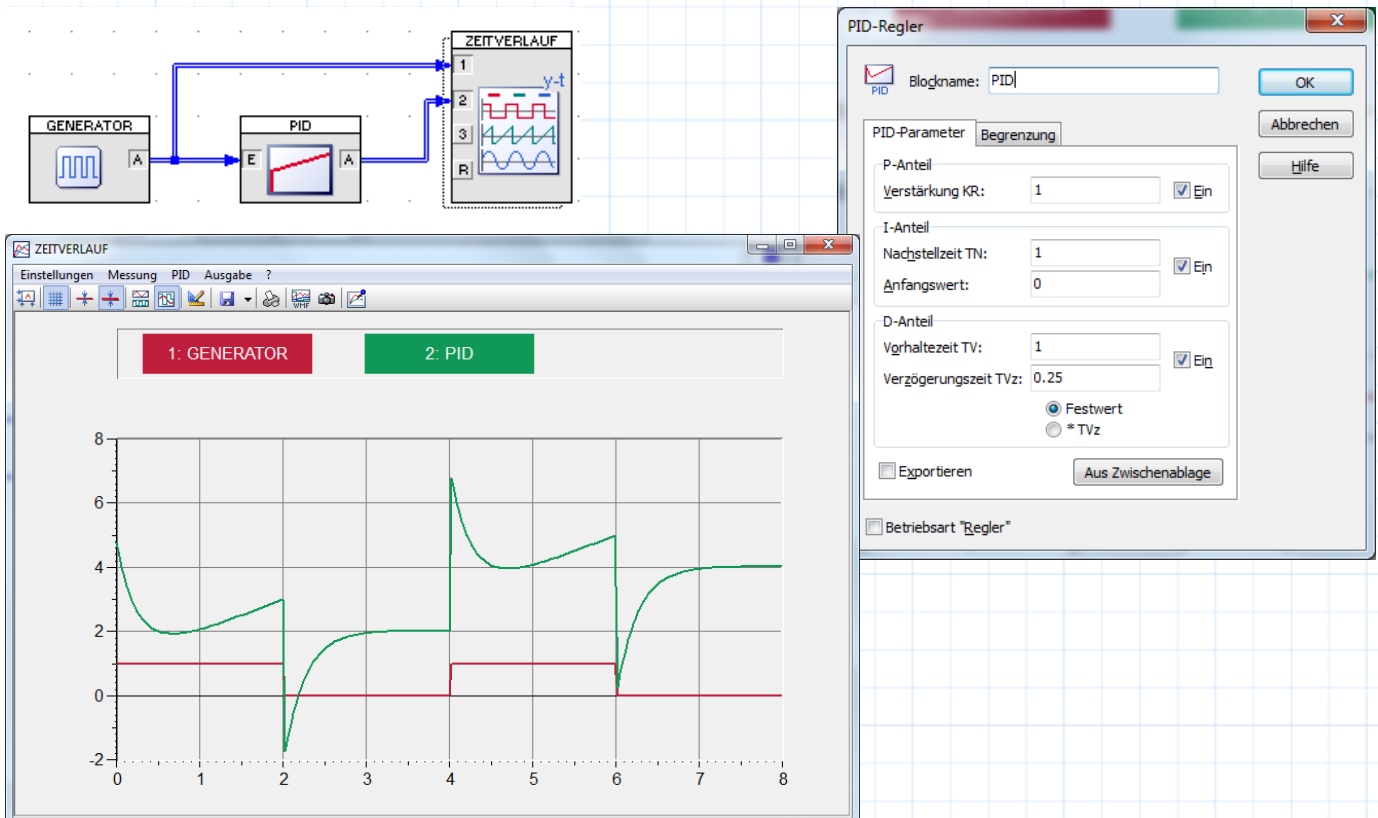 ZEITVERLAUF
1
y-t
2
3
R
GENERATOR
A
PID
E
A
ZEITVERLAUF
Einstellungen Messung PID Ausgabe ?
WMF
1: GENERATOR
2: PID
8
6
4
2
0
-2
0 1 2 3 4 5 6 7 8
PID-Regler
PID
Blockname: PID
OK
Abbrechen
Hilfe
PID-Parameter
Begrenzung
P-Anteil
Verstärkung KR: 1 Ein
I-Anteil
Nachstellzeit TN: 1 Ein
Anfangswert: 0
D-Anteil
Vorhaltezeit TV: 1 Ein
Verzögerungszeit TVz: 0.25
Festwert
* TVz
Exportieren
Aus Zwischenablage
Betriebsart "Regler"